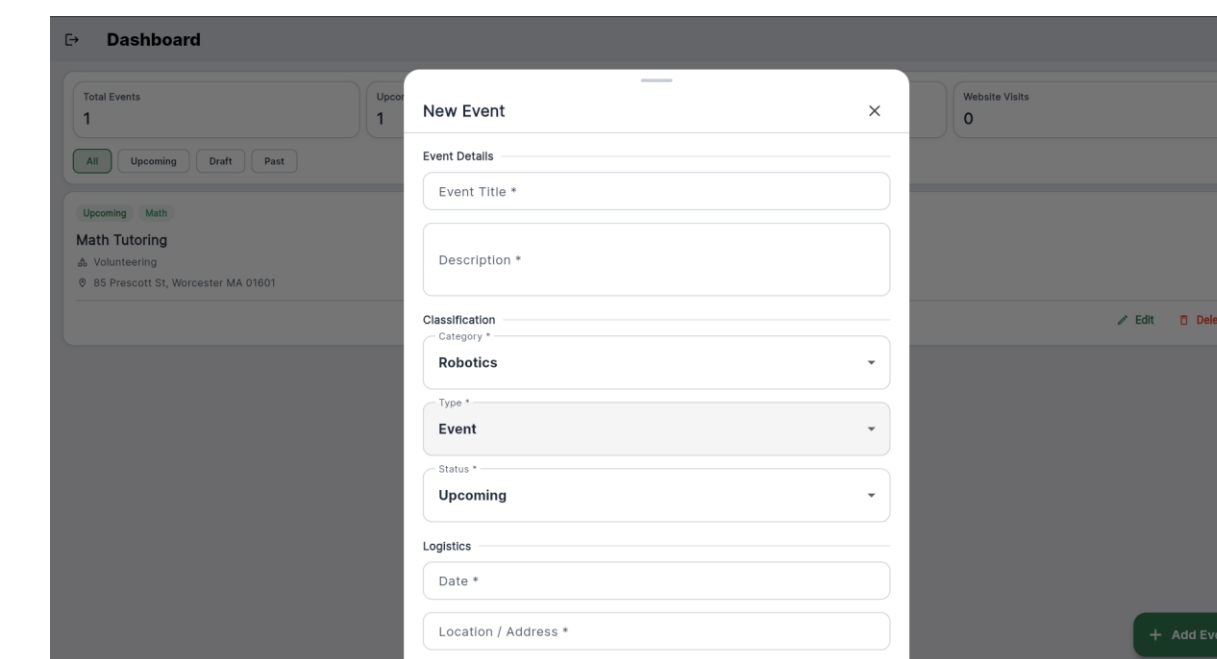 Dashboard
Total Events
1
1
Website Visits
0
All
Upcoming
Draft
Past
Upcoming
Math
Math Tutoring
Volunteering
85 Prescott St, Worcester MA 01601
Edit
+ Add
New Event
Event Details
Event Title *
Description *
Classification
Category *
Robotics
Type *
Event
Status *
Upcoming
Logistics
Date *
Location / Address *